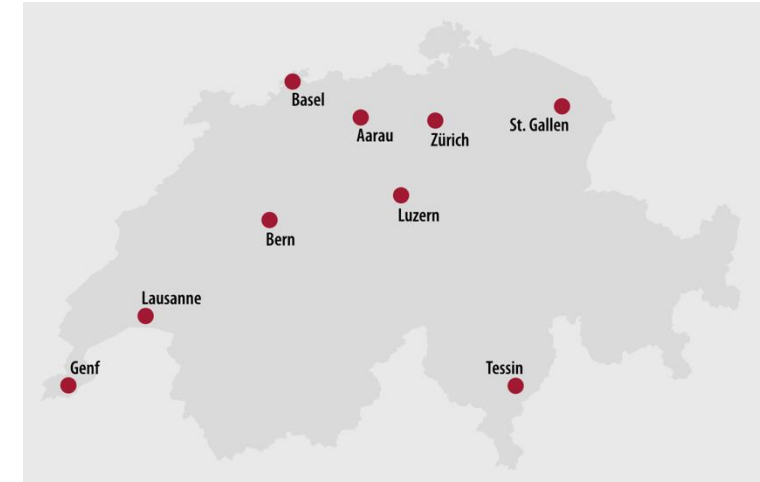 Basel
Aarau
Zürich
St. Gallen
Luzern
Bern
Lausanne
Genf
Tessin